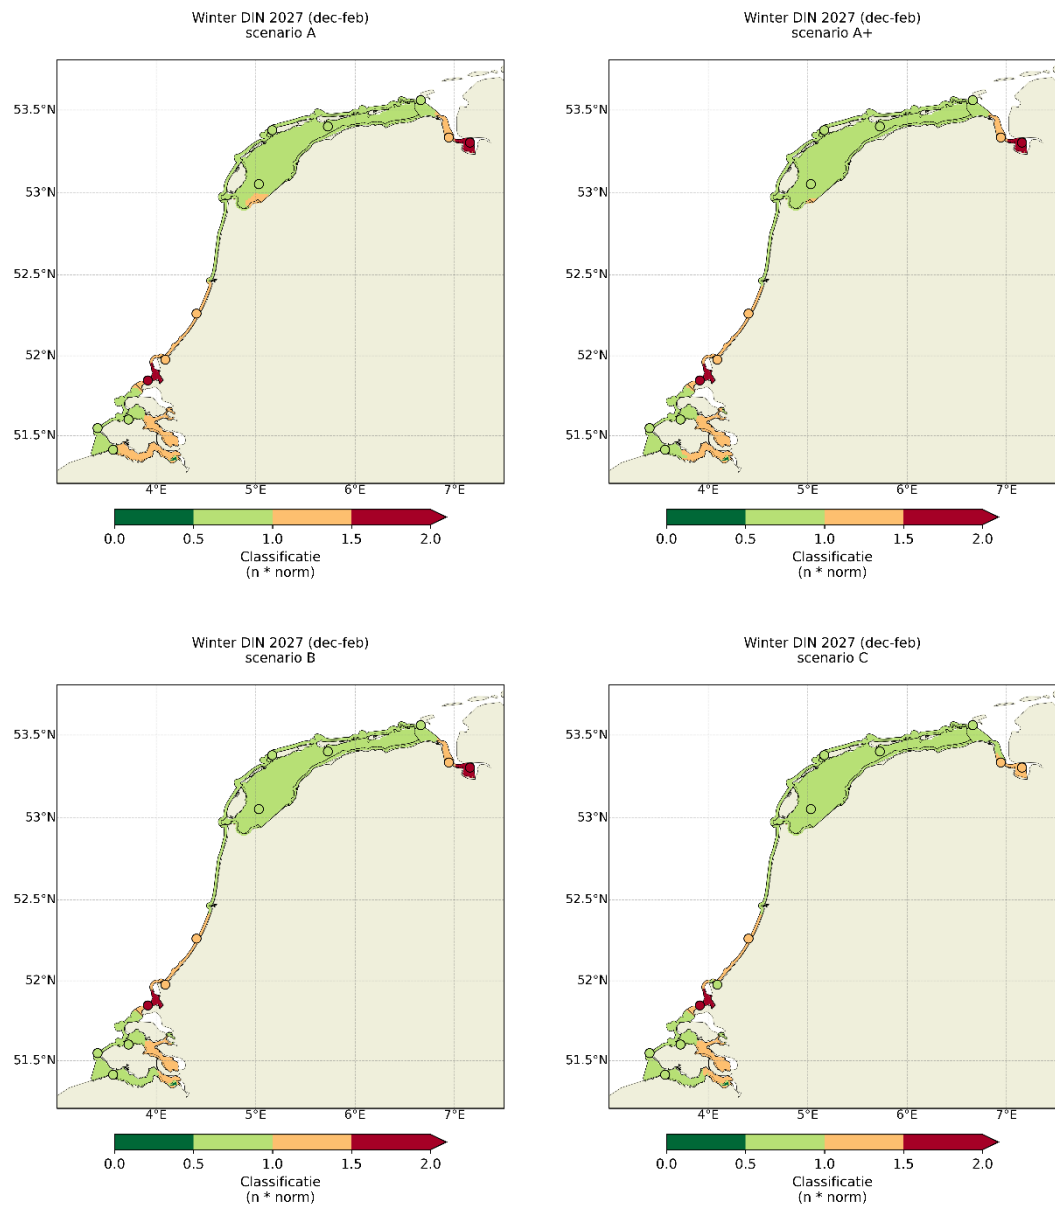 Winter DIN 2027 (dec-feb)
scenario A
53.5°N
53°N
52.5°N
52°N
51.5°N
4°E 5°E 6°E 7°E
0.0 0.5 1.0 1.5 2.0
Classificatie
(n * norm)
Winter DIN 2027 (dec-feb)
scenario A+
53.5°N
53°N
52.5°N
52°N
51.5°N
4°E 5°E 6°E 7°E
0.0 0.5 1.0 1.5 2.0
Classificatie
(n * norm)
Winter DIN 2027 (dec-feb)
scenario B
53.5°N
53°N
52.5°N
52°N
51.5°N
4°E 5°E 6°E 7°E
0.0 0.5 1.0 1.5 2.0
Classificatie
(n * norm)
Winter DIN 2027 (dec-feb)
scenario C
53.5°N
53°N
52.5°N
52°N
51.5°N
4°E 5°E 6°E 7°E
0.0 0.5 1.0 1.5 2.0
Classificatie
(n * norm)